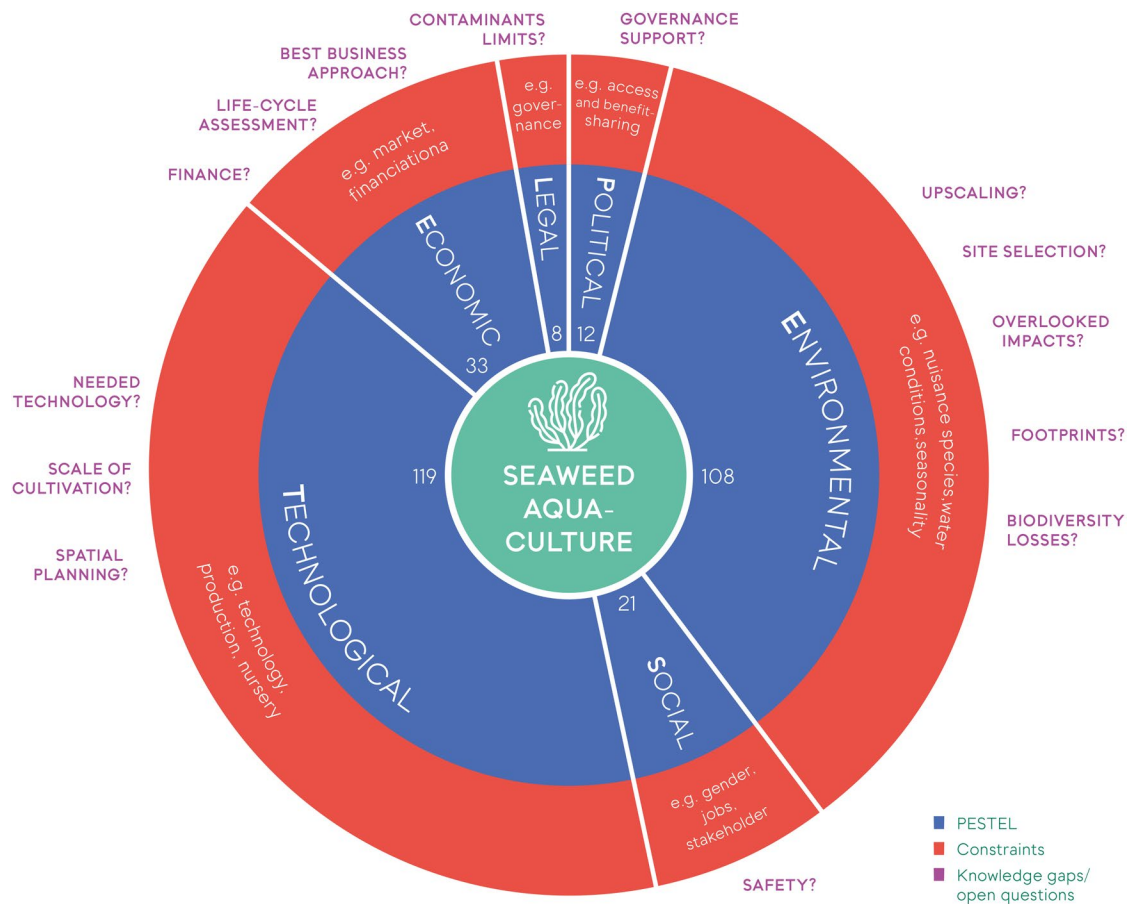 CONTAMINANTS
LIMITS?
GOVERNANCE
SUPPORT?
BEST BUSINESS
APPROACH?
LIFE-CYCLE
ASSESSMENT?
FINANCE?
e.g. market,
financiationa
e.g.
gover-
nance
e.g. access
and benefit-
sharing
UPSCALING?
SITE SELECTION?
OVERLOOKED
IMPACTS?
FOOTPRINTS?
BIODIVERSITY
LOSSES?
e.g. nuisance species,water
conditions,seasonality
ECONOMIC
33
LEGAL
8
POLITICAL
12
ENVIRONMENTAL
108
SEAWEED
AQUA-
CULTURE
119
TECHNOLOGICAL
21
SOCIAL
NEEDED
TECHNOLOGY?
SCALE OF
CULTIVATION?
SPATIAL
PLANNING?
e.g. technology,
production, nursery
e.g. gender,
jobs,
stakeholder
SAFETY?
PESTEL
Constraints
Knowledge gaps/
open questions